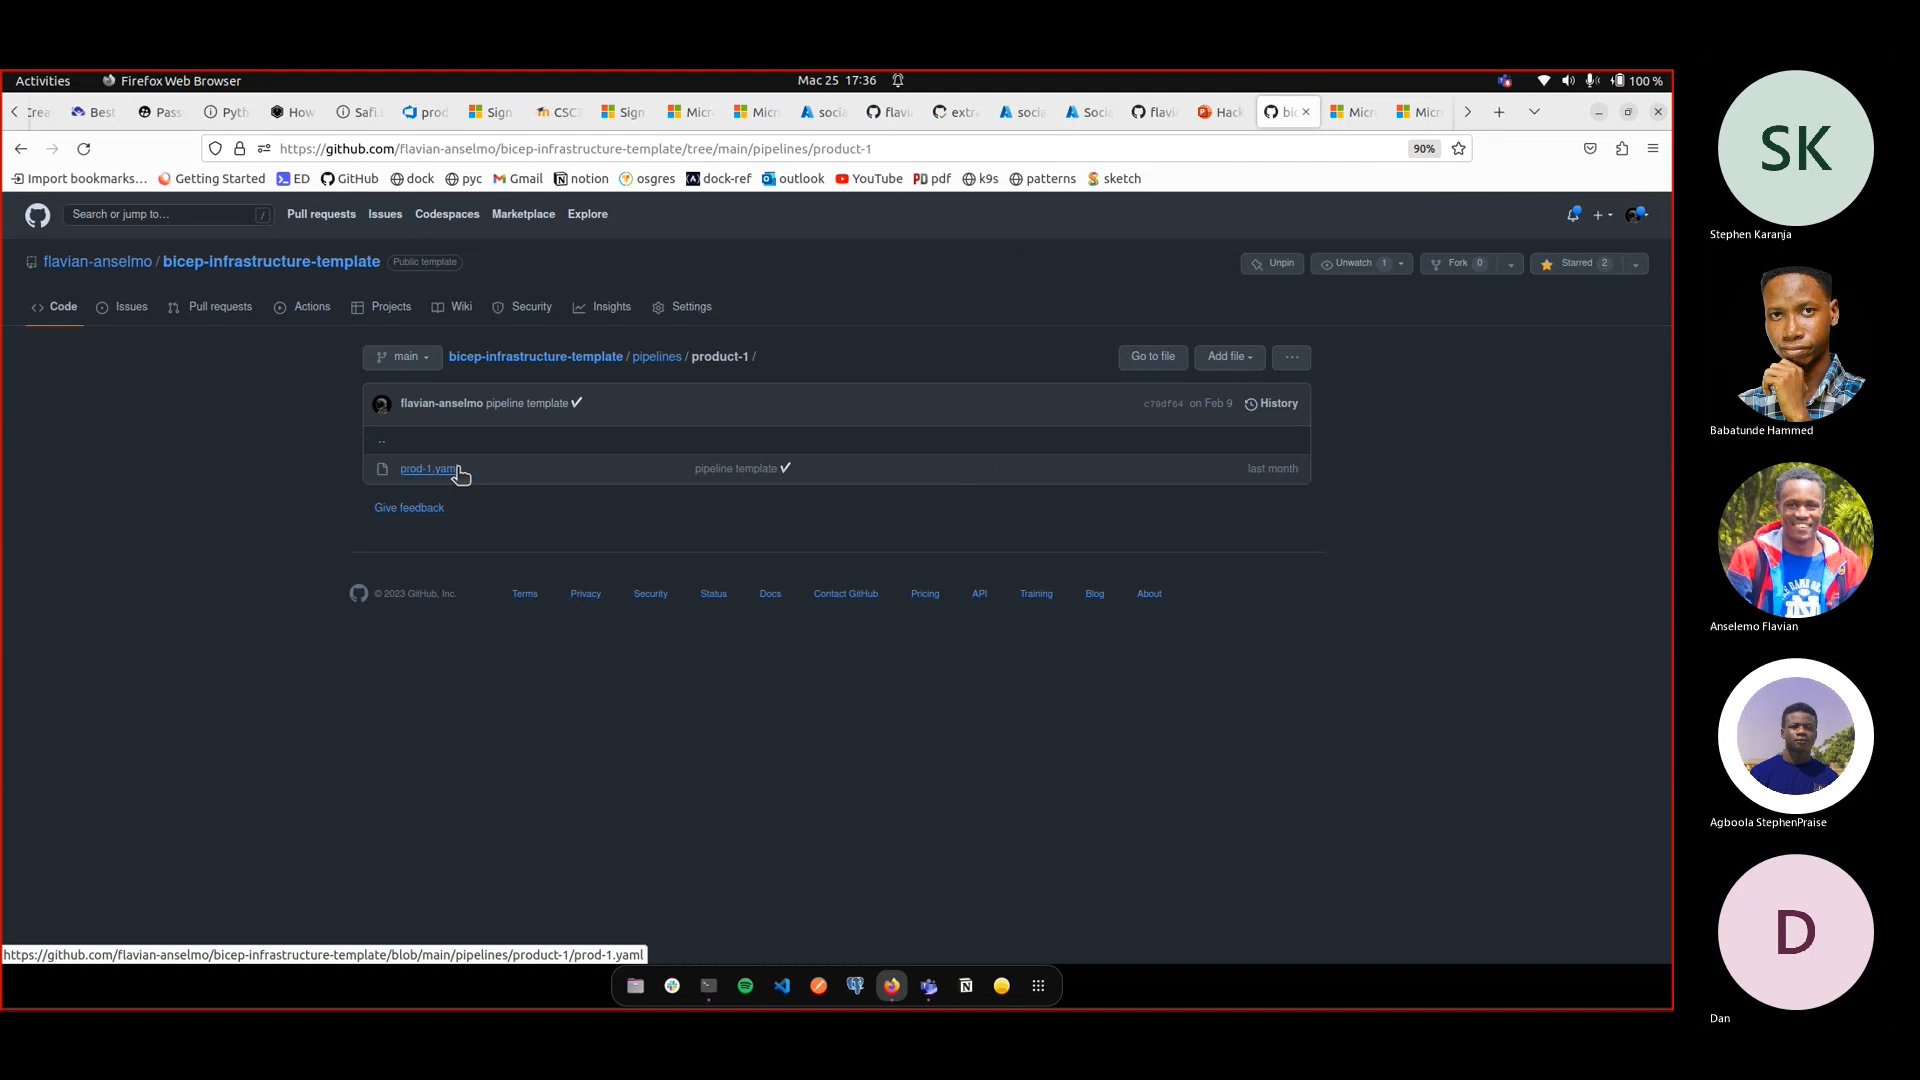 Activities
Firefox Web Browser
Mac 25 17:36
100 %
Best
Pass
Pyth
How
Safi.
prod
Sign
CSC3
Sign
Micr
Micr
socia
flavi
extr
socia
Socia
flavi
Hack
bic
Micr
Micr
https://github.com/flavian-anselmo/bicep-infrastructure-template/tree/main/pipelines/product-1
90%
Import bookmarks...
Getting Started
ED
GitHub
dock
pyc
Gmail
notion
osgres
dock-ref
outlook
YouTube
pdf
k9s
patterns
sketch
Search or jump to...
/
Pull requests
Issues
Codespaces
Marketplace
Explore
flavian-anselmo / bicep-infrastructure-template
Public template
Unpin
Unwatch 1
Fork 0
Starred 2
Code
Issues
Pull requests
Actions
Projects
Wiki
Security
Insights
Settings
main
bicep-infrastructure-template / pipelines / product-1 /
Go to file
Add file
...
flavian-anselmo pipeline template ✔
c79df64 on Feb 9
History
..
prod-1.yaml
pipeline template ✔
last month
Give feedback
© 2023 GitHub, Inc.
Terms
Privacy
Security
Status
Docs
Contact GitHub
Pricing
API
Training
Blog
About
https://github.com/flavian-anselmo/bicep-infrastructure-template/blob/main/pipelines/product-1/prod-1.yaml
SK
Stephen Karanja
Babatunde Hammed
Anselemo Flavian
Agboola StephenPraise
D
Dan